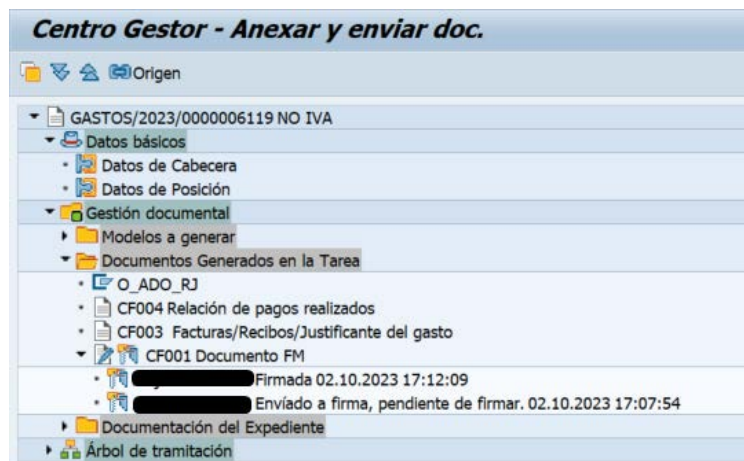 Centro Gestor - Anexar y enviar doc.
Origen
GASTOS/2023/0000006119 NO IVA
Datos básicos
Datos de Cabecera
Datos de Posición
Gestión documental
Modelos a generar
Documentos Generados en la Tarea
O_ADO_RJ
CF004 Relación de pagos realizados
CF003 Facturas/Recibos/Justificante del gasto
CF001 Documento FM
Firmada 02.10.2023 17:12:09
Envíado a firma, pendiente de firmar. 02.10.2023 17:07:54
Documentación del Expediente
Árbol de tramitación